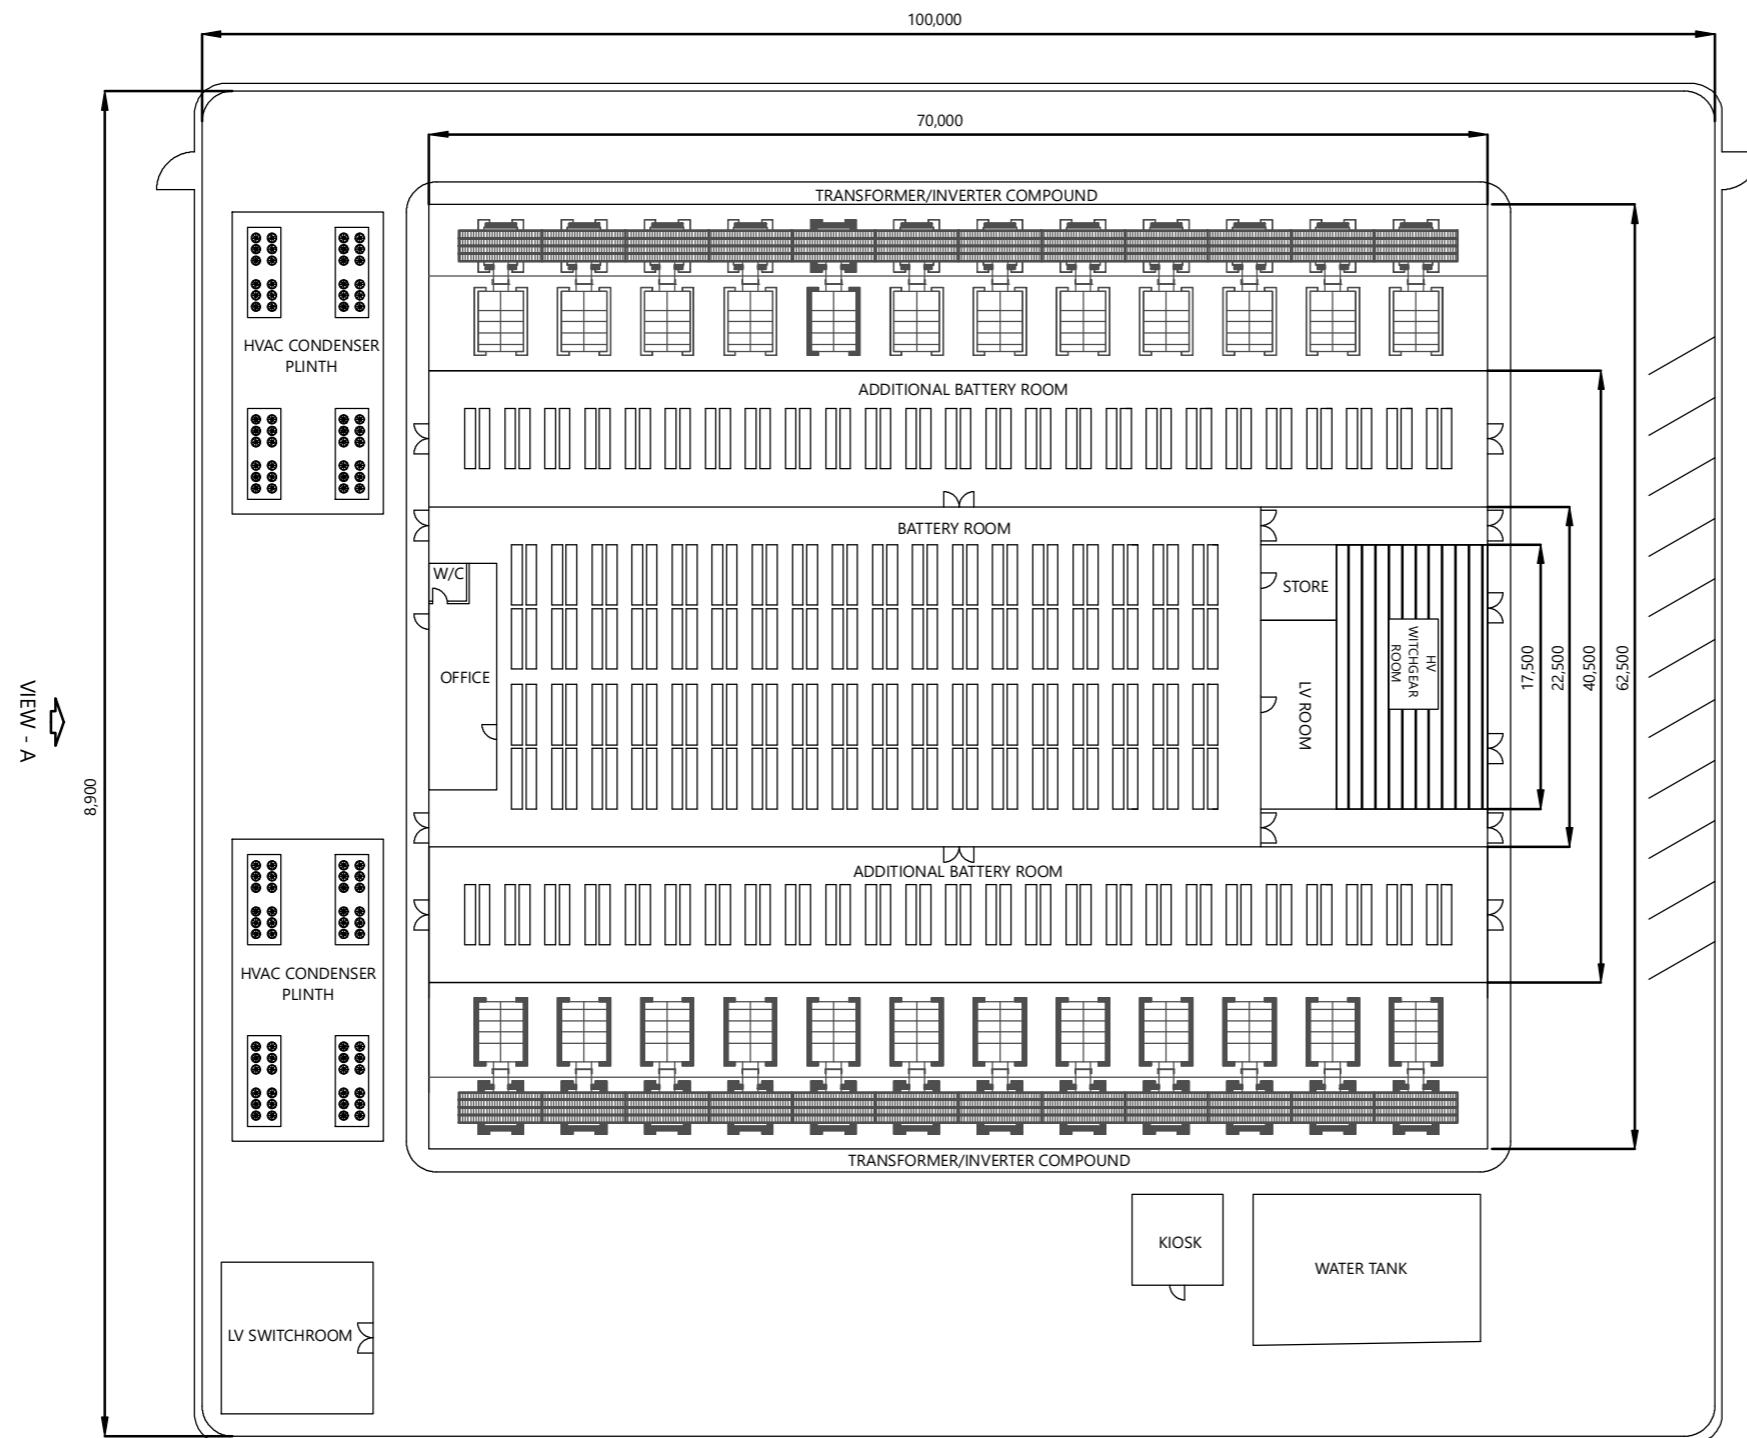 100,000
70,000
TRANSFORMER/INVERTER COMPOUND
HVAC CONDENSER
PLINTH
ADDITIONAL BATTERY ROOM
BATTERY ROOM
W/C
STORE
OFFICE
LV ROOM
HV
WITCHGEAR
ROOM
17,500
22,500
40,500
62,500
VIEW - A
8,900
ADDITIONAL BATTERY ROOM
HVAC CONDENSER
PLINTH
TRANSFORMER/INVERTER COMPOUND
KIOSK
WATER TANK
LV SWITCHROOM